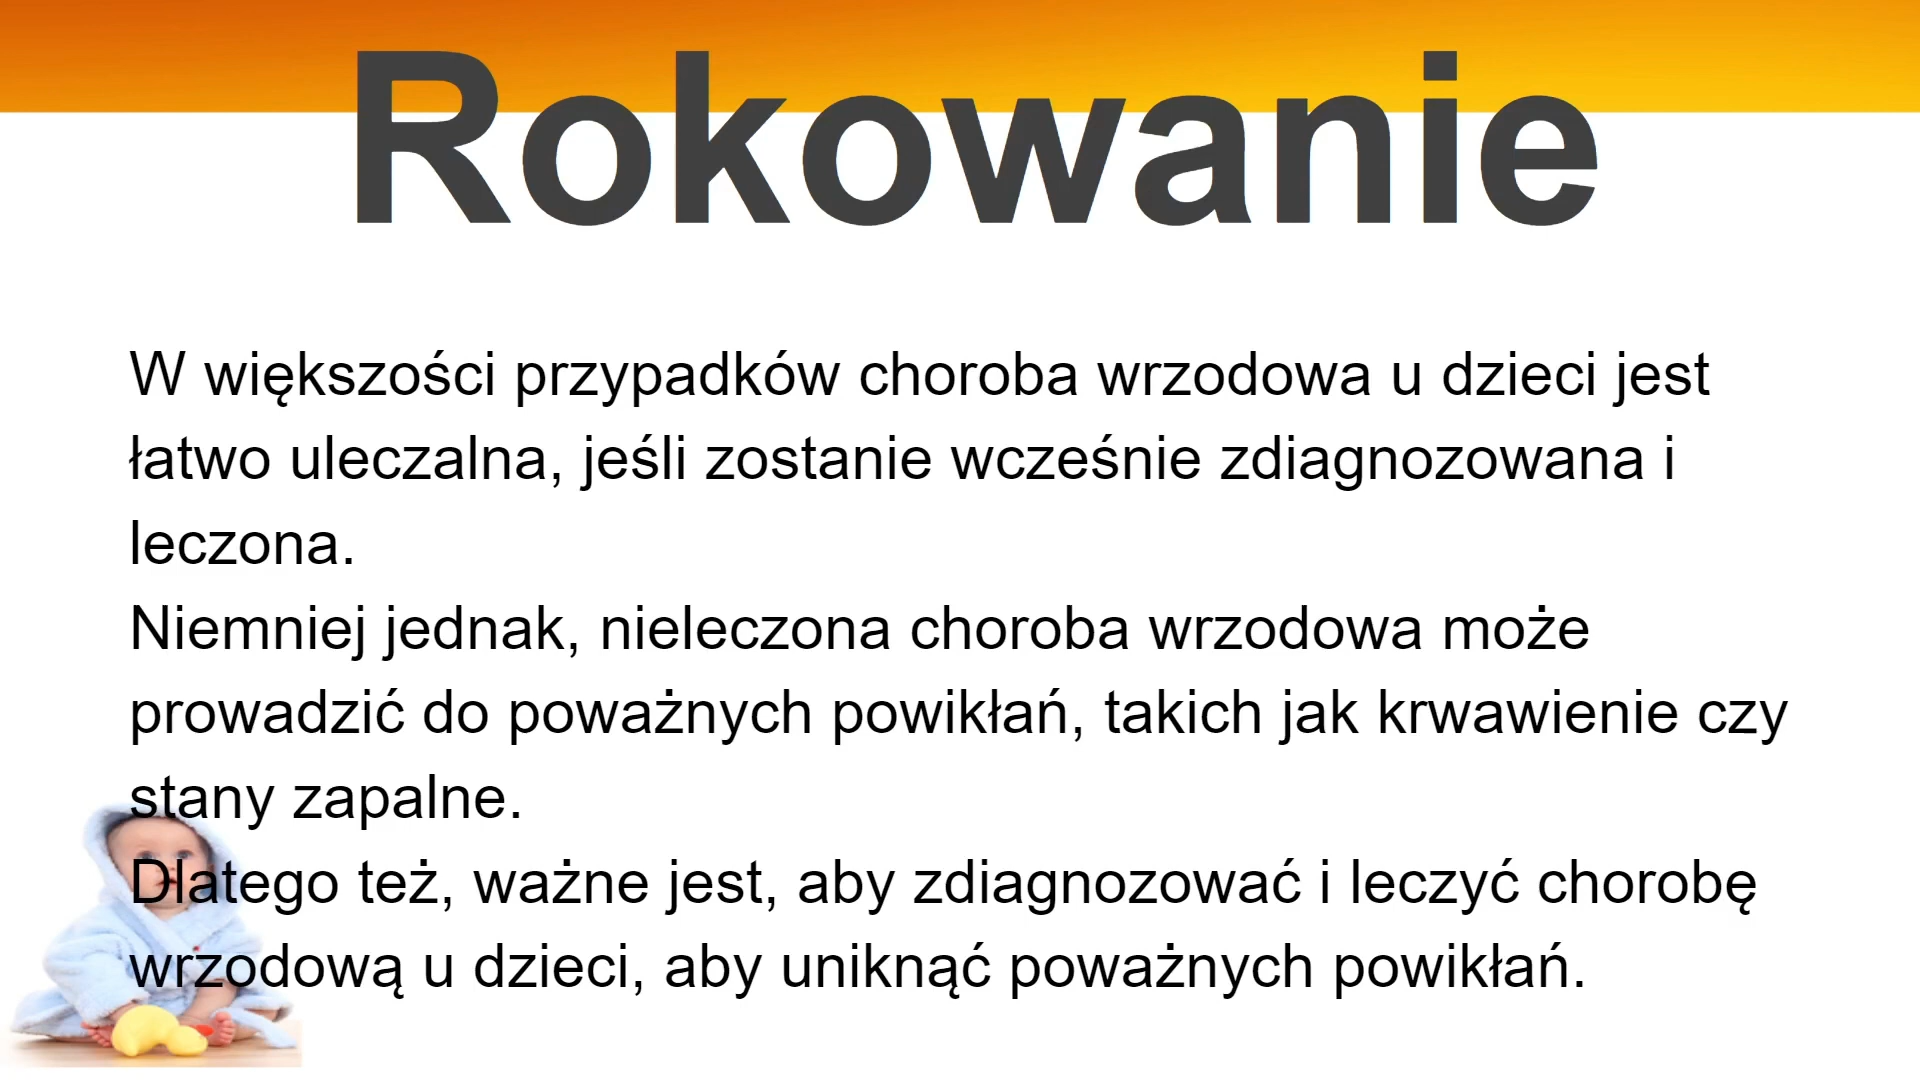 Rokowanie
W większości przypadków choroba wrzodowa u dzieci jest
łatwo uleczalna, jeśli zostanie wcześnie zdiagnozowana i
leczona.
Niemniej jednak, nieleczona choroba wrzodowa może
prowadzić do poważnych powikłań, takich jak krwawienie czy
stany zapalne.
Dlatego też, ważne jest, aby zdiagnozować i leczyć chorobę
wrzodową u dzieci, aby uniknąć poważnych powikłań.